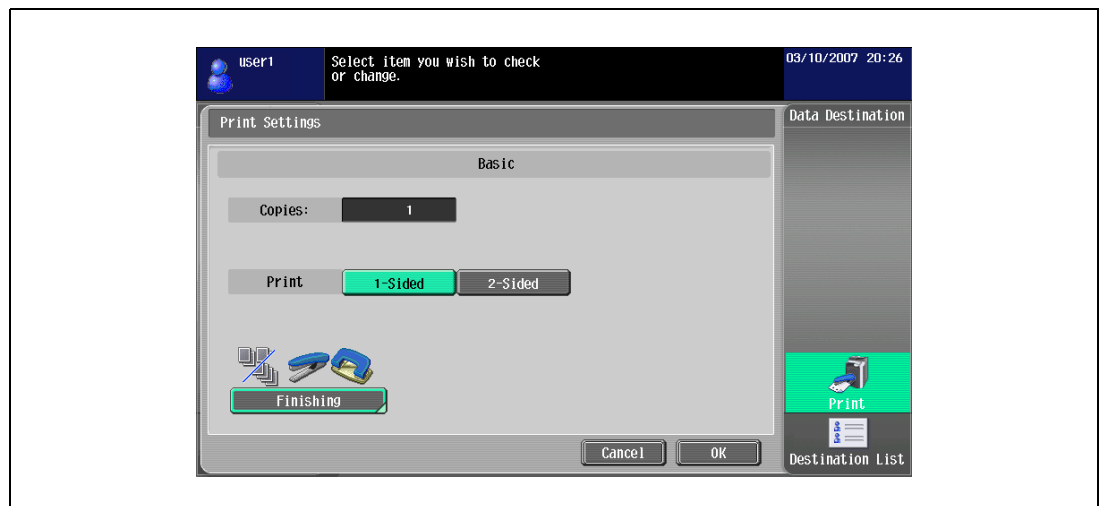 user1
Select item you wish to check
or change.
03/10/2007 20:26
Print Settings
Data Destination
Basic
Copies:
1
Print
1-Sided
2-Sided
Finishing
Print
Cancel
OK
Destination List